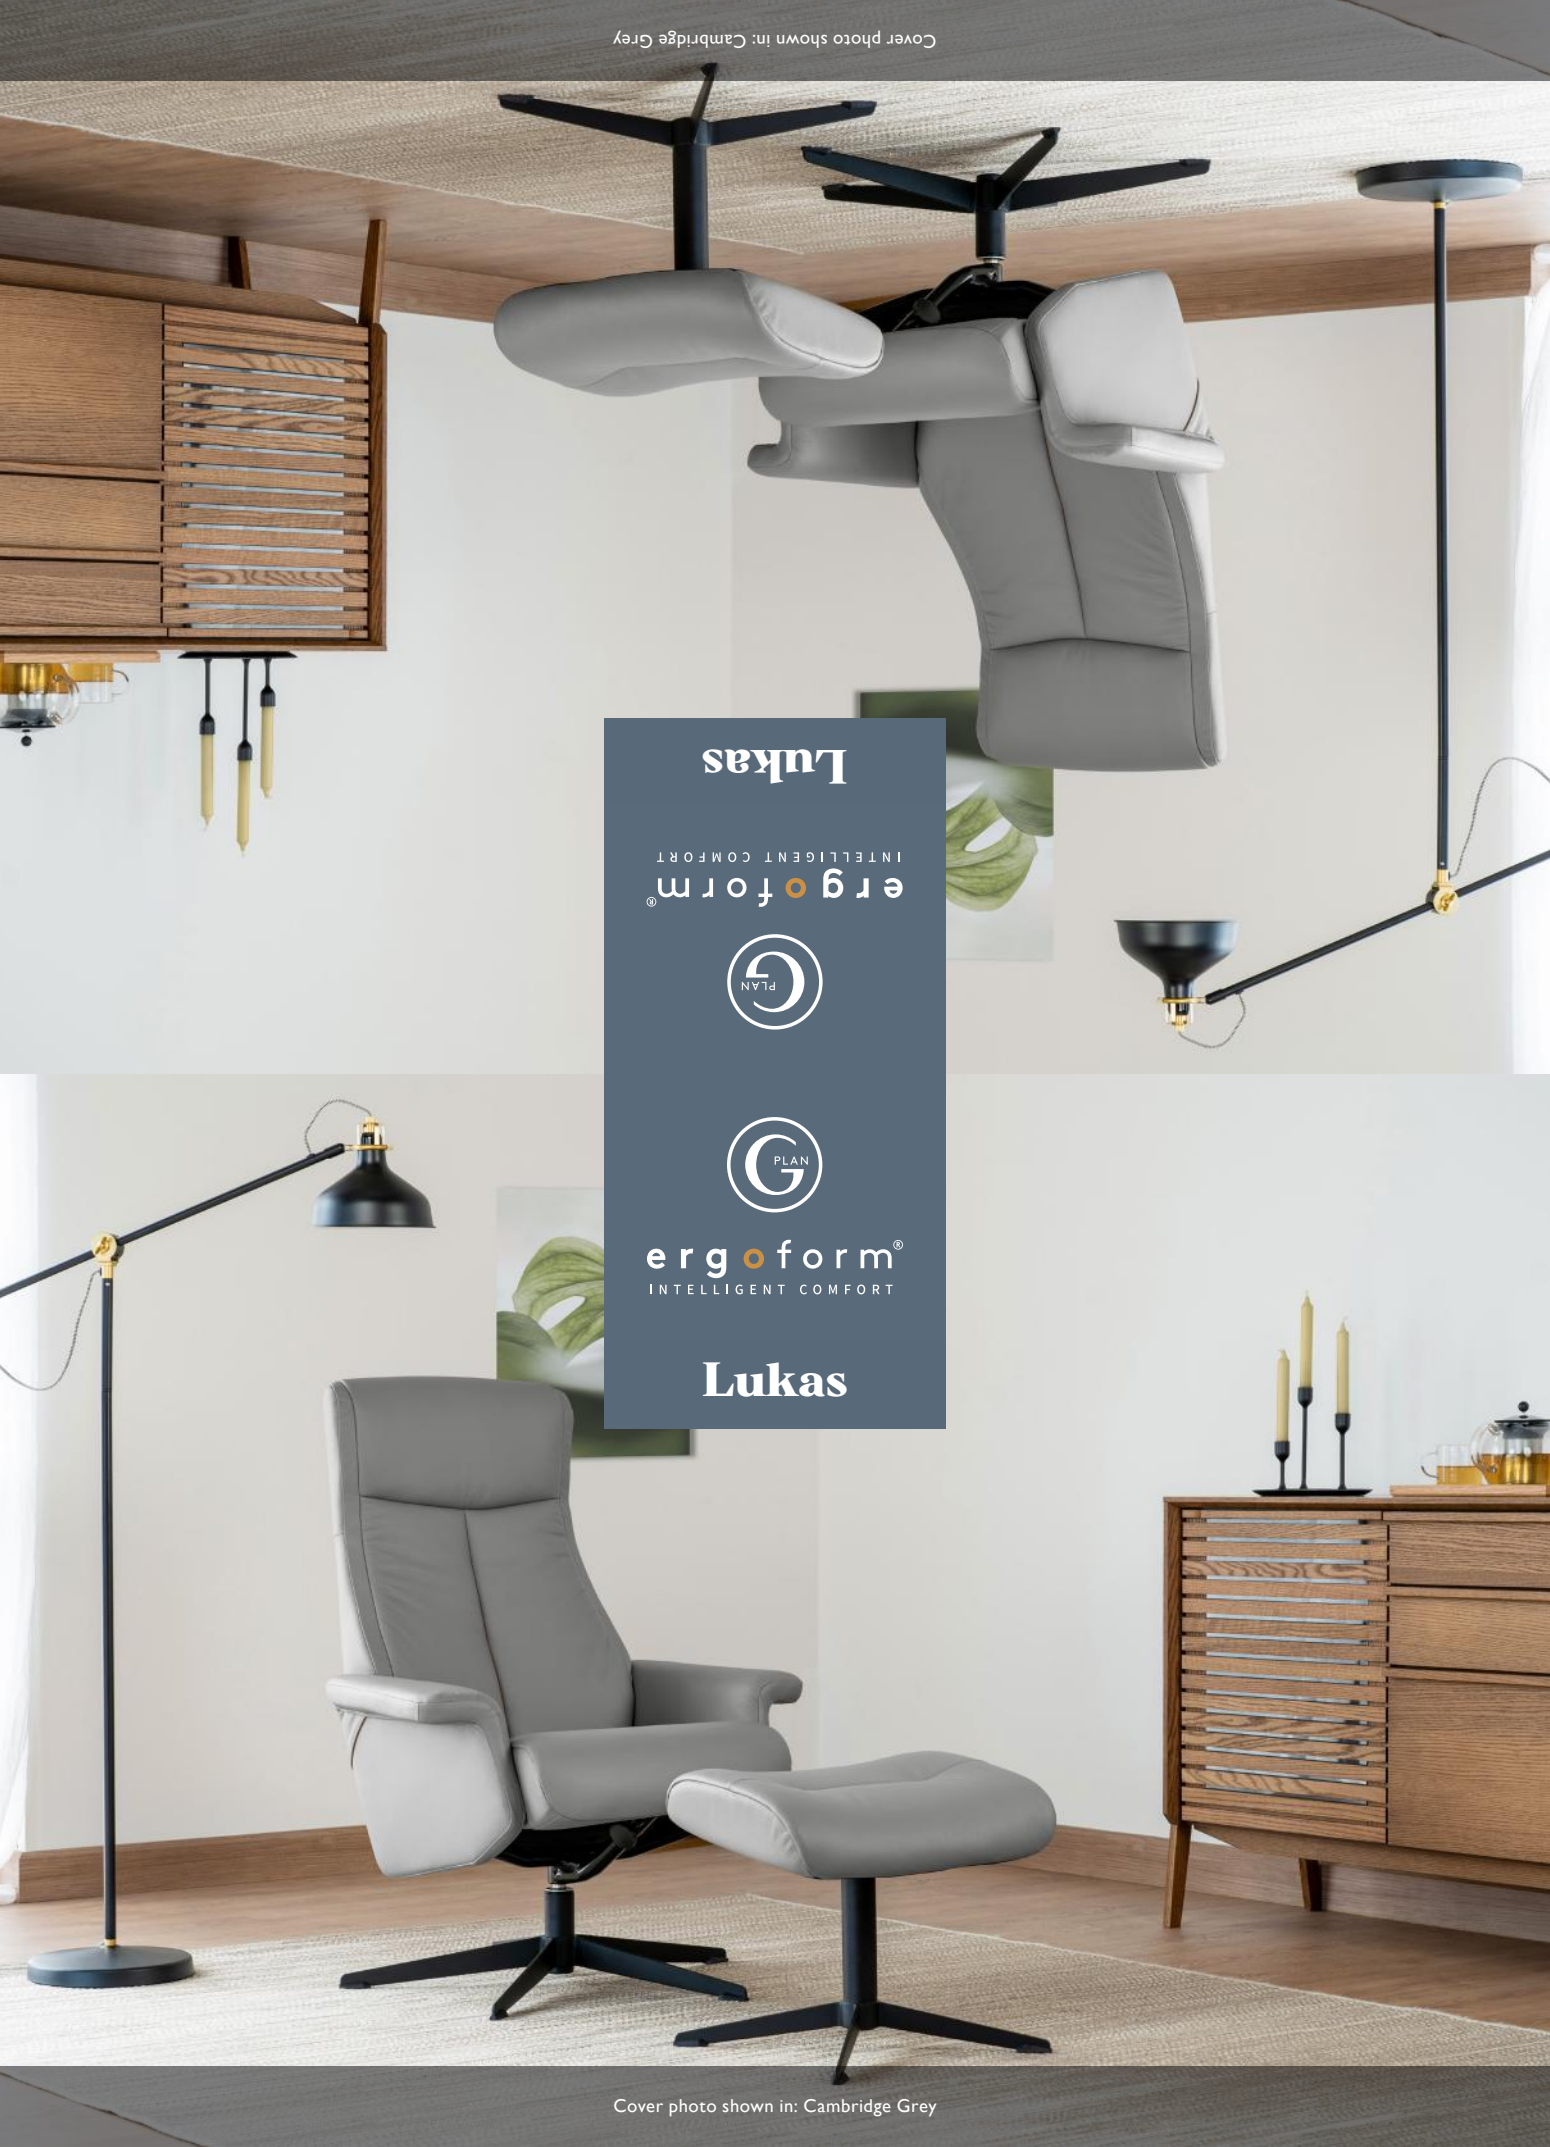 Cover photo shown in: Cambridge Grey
Lukas
INTELLIGENT COMFORT
ergoform®
G PLAN
G PLAN
ergoform®
INTELLIGENT COMFORT
Lukas
Cover photo shown in: Cambridge Grey